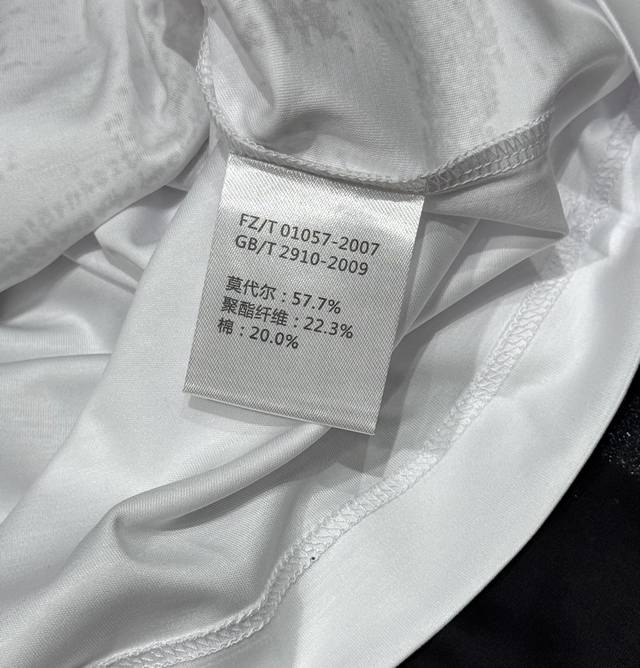 FZ/T 01057-2007
GB/T 2910-2009
莫代尔：57.7%
聚酯纤维：22.3%
棉：20.0%